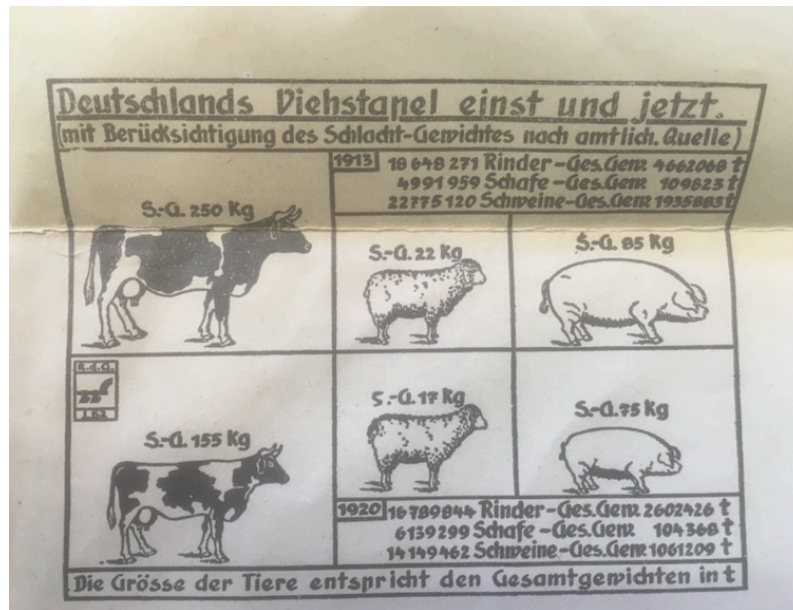 Deutschlands Viehstapel einst und jetzt.
(mit Berücksichtigung des Schlacht-Gewichtes nach amtlich. Quelle)
1913 18 648 271 Rinder-Ges.Gew. 4662068 t
4991 959 Schafe-Ges.Gew. 109823 t
22775 120 Schweine-Ges.Gew. 1935883 t
S.-G. 250 Kg
S.-G. 22 Kg
S.-G. 85 Kg
R.d.Q.
J.62
S.-G. 155 Kg
S.-G. 17 Kg
S.-G. 75 Kg
1920 16789844 Rinder-Ges.Gew. 2602426 t
6139299 Schafe-Ges.Gew. 104368 t
14149462 Schweine-Ges.Gew. 1061209 t
Die Grösse der Tiere entspricht den Gesamtgewichten in t